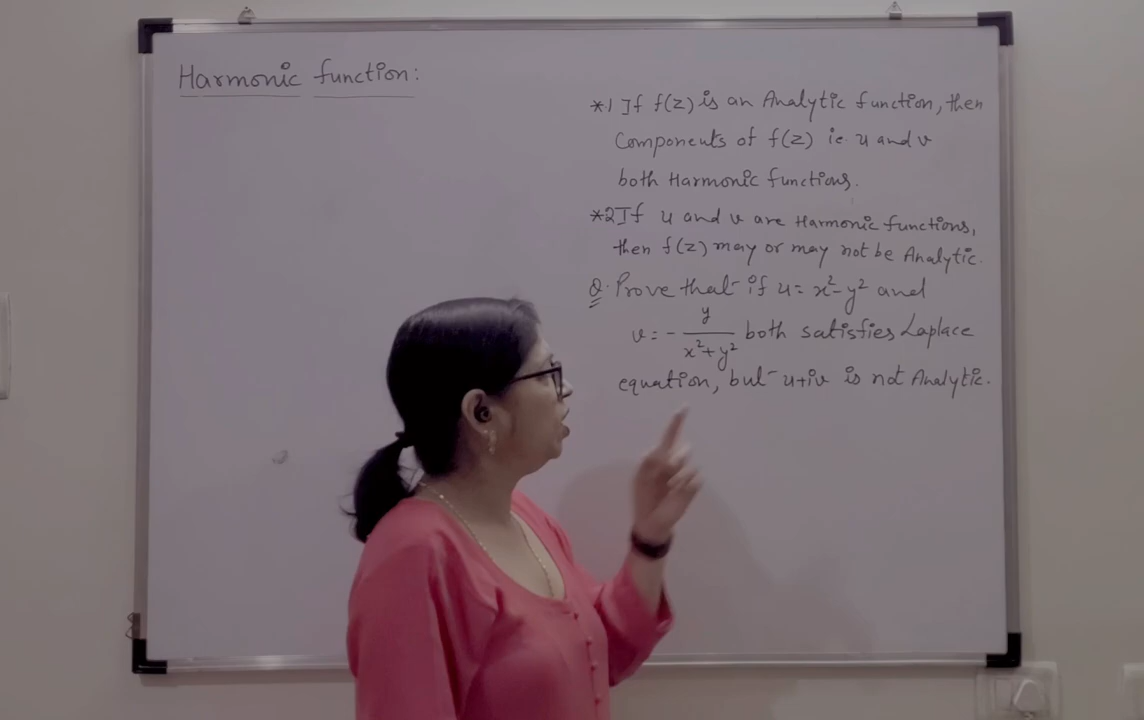 Harmonic function:
*1 If f(z) is an Analytic function, then
Components of f(z) ie u and v
both Harmonic functions.
*2 If u and v are Harmonic functions,
then f(z) may or may not be Analytic.
Q. Prove that if u = x² - y² and
v = - y / (x² + y²) both satisfies Laplace
equation, but u+iv is not Analytic.